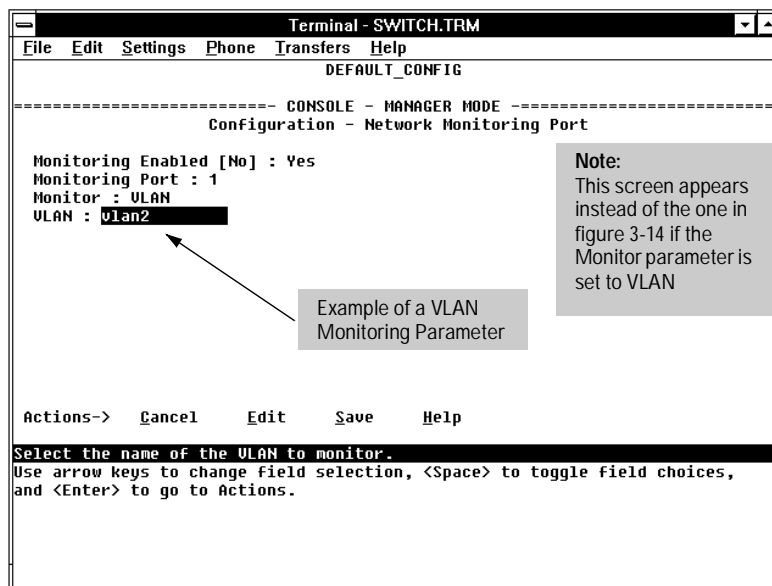 Terminal - SWITCH.TRM
File Edit Settings Phone Transfers Help
DEFAULT_CONFIG
==========================- CONSOLE - MANAGER MODE -==========================
Configuration - Network Monitoring Port
Monitoring Enabled [No] : Yes
Monitoring Port : 1
Monitor : VLAN
VLAN : vlan2
Note:
This screen appears
instead of the one in
figure 3-14 if the
Monitor parameter is
set to VLAN
Example of a VLAN
Monitoring Parameter
Actions-> Cancel Edit Save Help
Select the name of the VLAN to monitor.
Use arrow keys to change field selection, <Space> to toggle field choices,
and <Enter> to go to Actions.